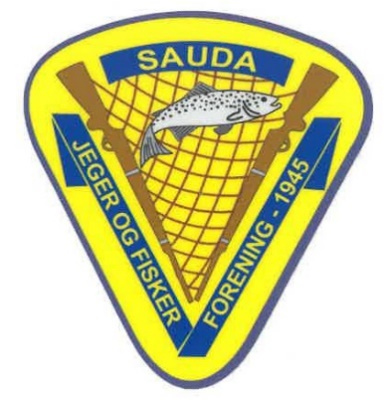 SAUDA
JEGER OG FISKER
FORENING - 1945